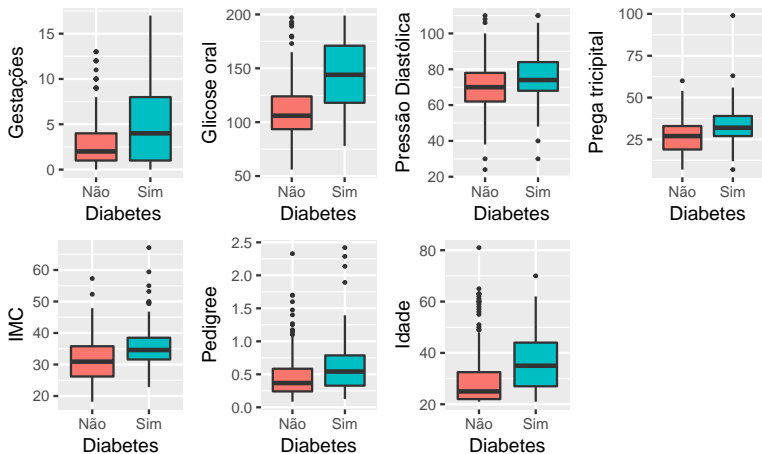 Gestações
15
10
5
0
Não Sim
Diabetes
Glicose oral
200
150
100
50
Não Sim
Diabetes
Pressão Diastólica
100
80
60
40
20
Não Sim
Diabetes
Prega tricipital
100
75
50
25
Não Sim
Diabetes
IMC
60
50
40
30
20
Não Sim
Diabetes
Pedigree
2.5
2.0
1.5
1.0
0.5
0.0
Não Sim
Diabetes
Idade
80
60
40
20
Não Sim
Diabetes